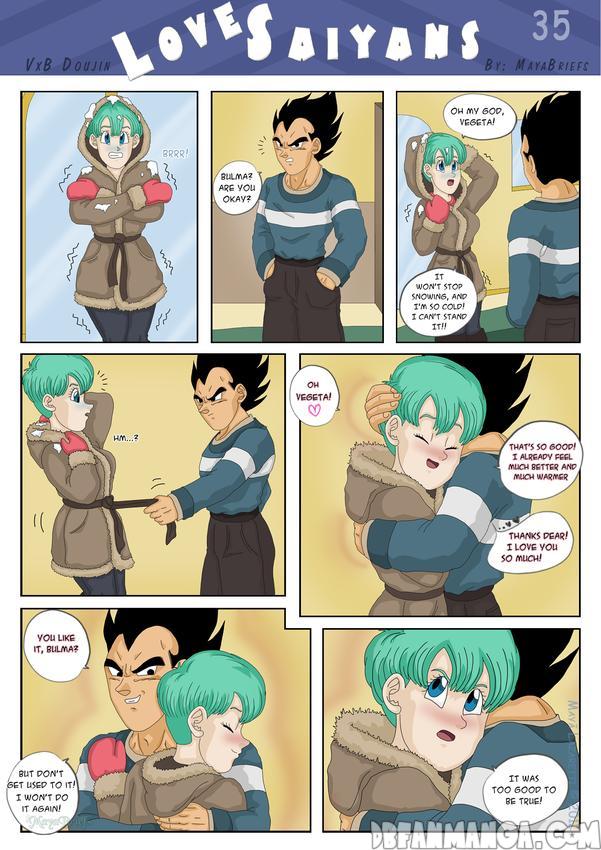 LOVE SAIYANS
35
VxB DOUJIN
BY: MAYABRIEFS
BRRR!
BULMA?
ARE YOU
OKAY?
OH MY GOD,
VEGETA!
IT
WON'T STOP
SNOWING, AND
I'M SO COLD!
I CAN'T STAND
IT!!
HM...?
OH
VEGETA!
THAT'S SO GOOD!
I ALREADY FEEL
MUCH BETTER AND
MUCH WARMER
THANKS DEAR!
I LOVE YOU
SO MUCH!
YOU LIKE
IT, BULMA?
BUT DON'T
GET USED TO IT!
I WON'T DO
IT AGAIN!
IT WAS
TOO GOOD TO
BE TRUE!
DBFANMANGA.COM